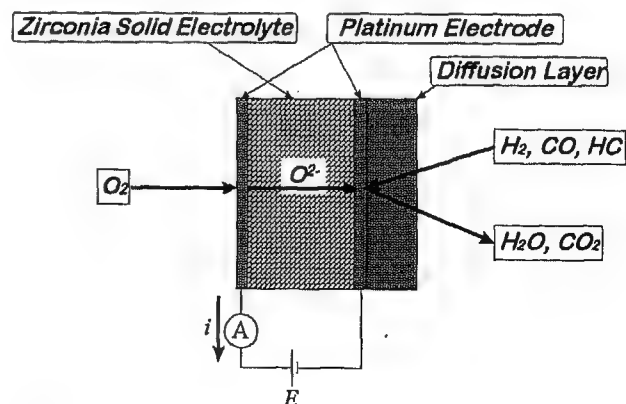 Zirconia Solid Electrolyte
Platinum Electrode
Diffusion Layer
O₂
O²⁻
H₂, CO, HC
H₂O, CO₂
i
A
E